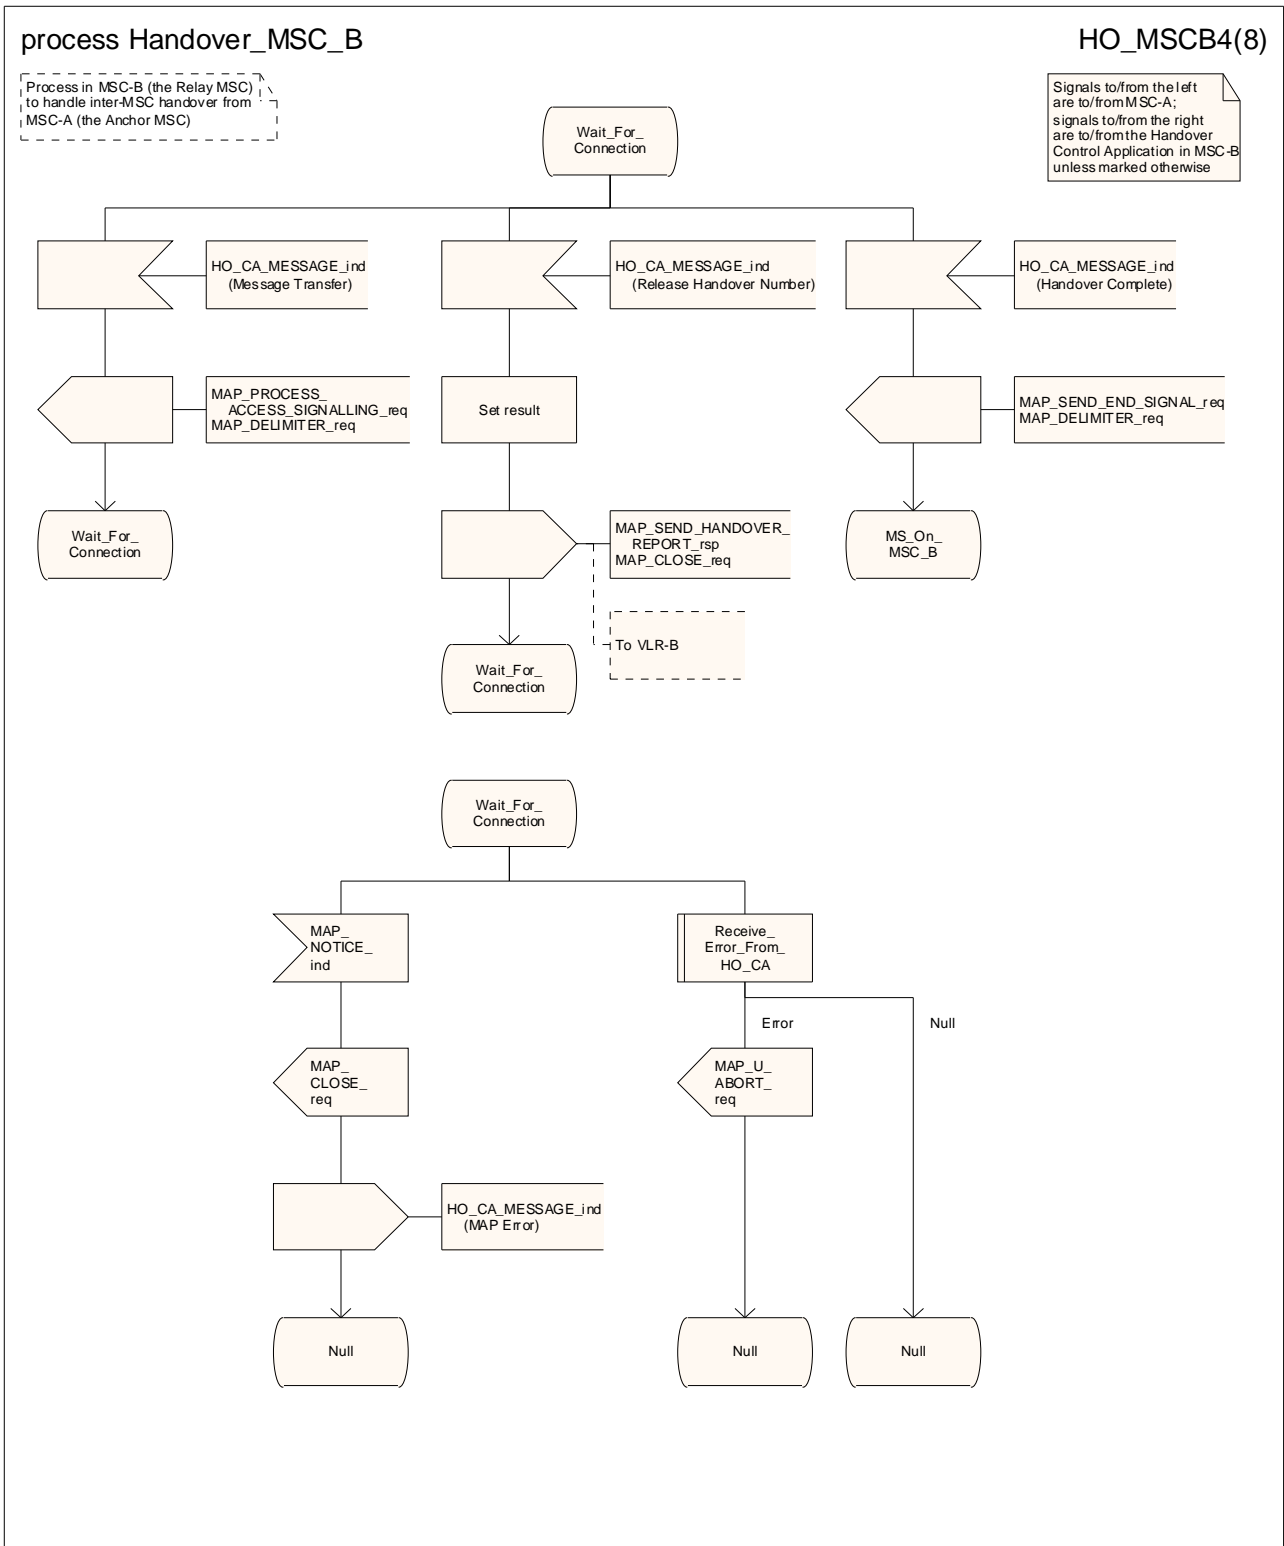 process Handover_MSC_B
HO_MSCB4(8)
Process in MSC-B (the Relay MSC)
to handle inter-MSC handover from
MSC-A (the Anchor MSC)
Signals to/from the left
are to/from MSC-A;
signals to/from the right
are to/from the Handover
Control Application in MSC-B
unless marked otherwise
Wait_For_
Connection
HO_CA_MESSAGE_ind
(Message Transfer)
HO_CA_MESSAGE_ind
(Release Handover Number)
HO_CA_MESSAGE_ind
(Handover Complete)
MAP_PROCESS_
ACCESS_SIGNALLING_req
MAP_DELIMITER_req
Set result
MAP_SEND_END_SIGNAL_req
MAP_DELIMITER_req
Wait_For_
Connection
MAP_SEND_HANDOVER_
REPORT_rsp
MAP_CLOSE_req
MS_On_
MSC_B
To VLR-B
Wait_For_
Connection
Wait_For_
Connection
MAP_
NOTICE_
ind
Receive_
Error_From_
HO_CA
Error
Null
MAP_
CLOSE_
req
MAP_U_
ABORT_
req
HO_CA_MESSAGE_ind
(MAP Error)
Null
Null
Null